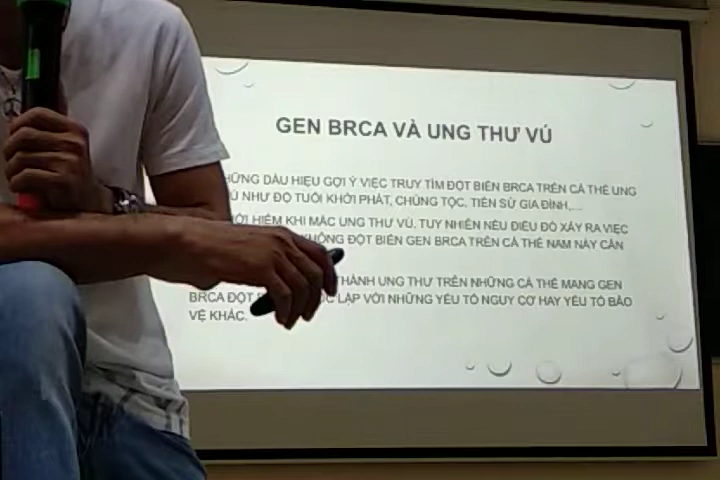 GEN BRCA VÀ UNG THƯ VÚ
DẤU HIỆU GỢI Ý VIỆC TRUY TÌM ĐỘT BIẾN BRCA TRÊN CÁ THỂ UNG
NHƯ ĐỘ TUỔI KHỞI PHÁT, CHỦNG TỘC, TIỀN SỬ GIA ĐÌNH,...
HIẾM KHI MẮC UNG THƯ VÚ, TUY NHIÊN NẾU ĐIỀU ĐÓ XẢY RA VIỆC
KHÔNG ĐỘT BIẾN GEN BRCA TRÊN CÁ THỂ NAM NÀY CẦN
THÀNH UNG THƯ TRÊN NHỮNG CÁ THỂ MANG GEN
BRCA ĐỘT LẬP VỚI NHỮNG YẾU TỐ NGUY CƠ HAY YẾU TỐ BẢO
VỆ KHÁC.